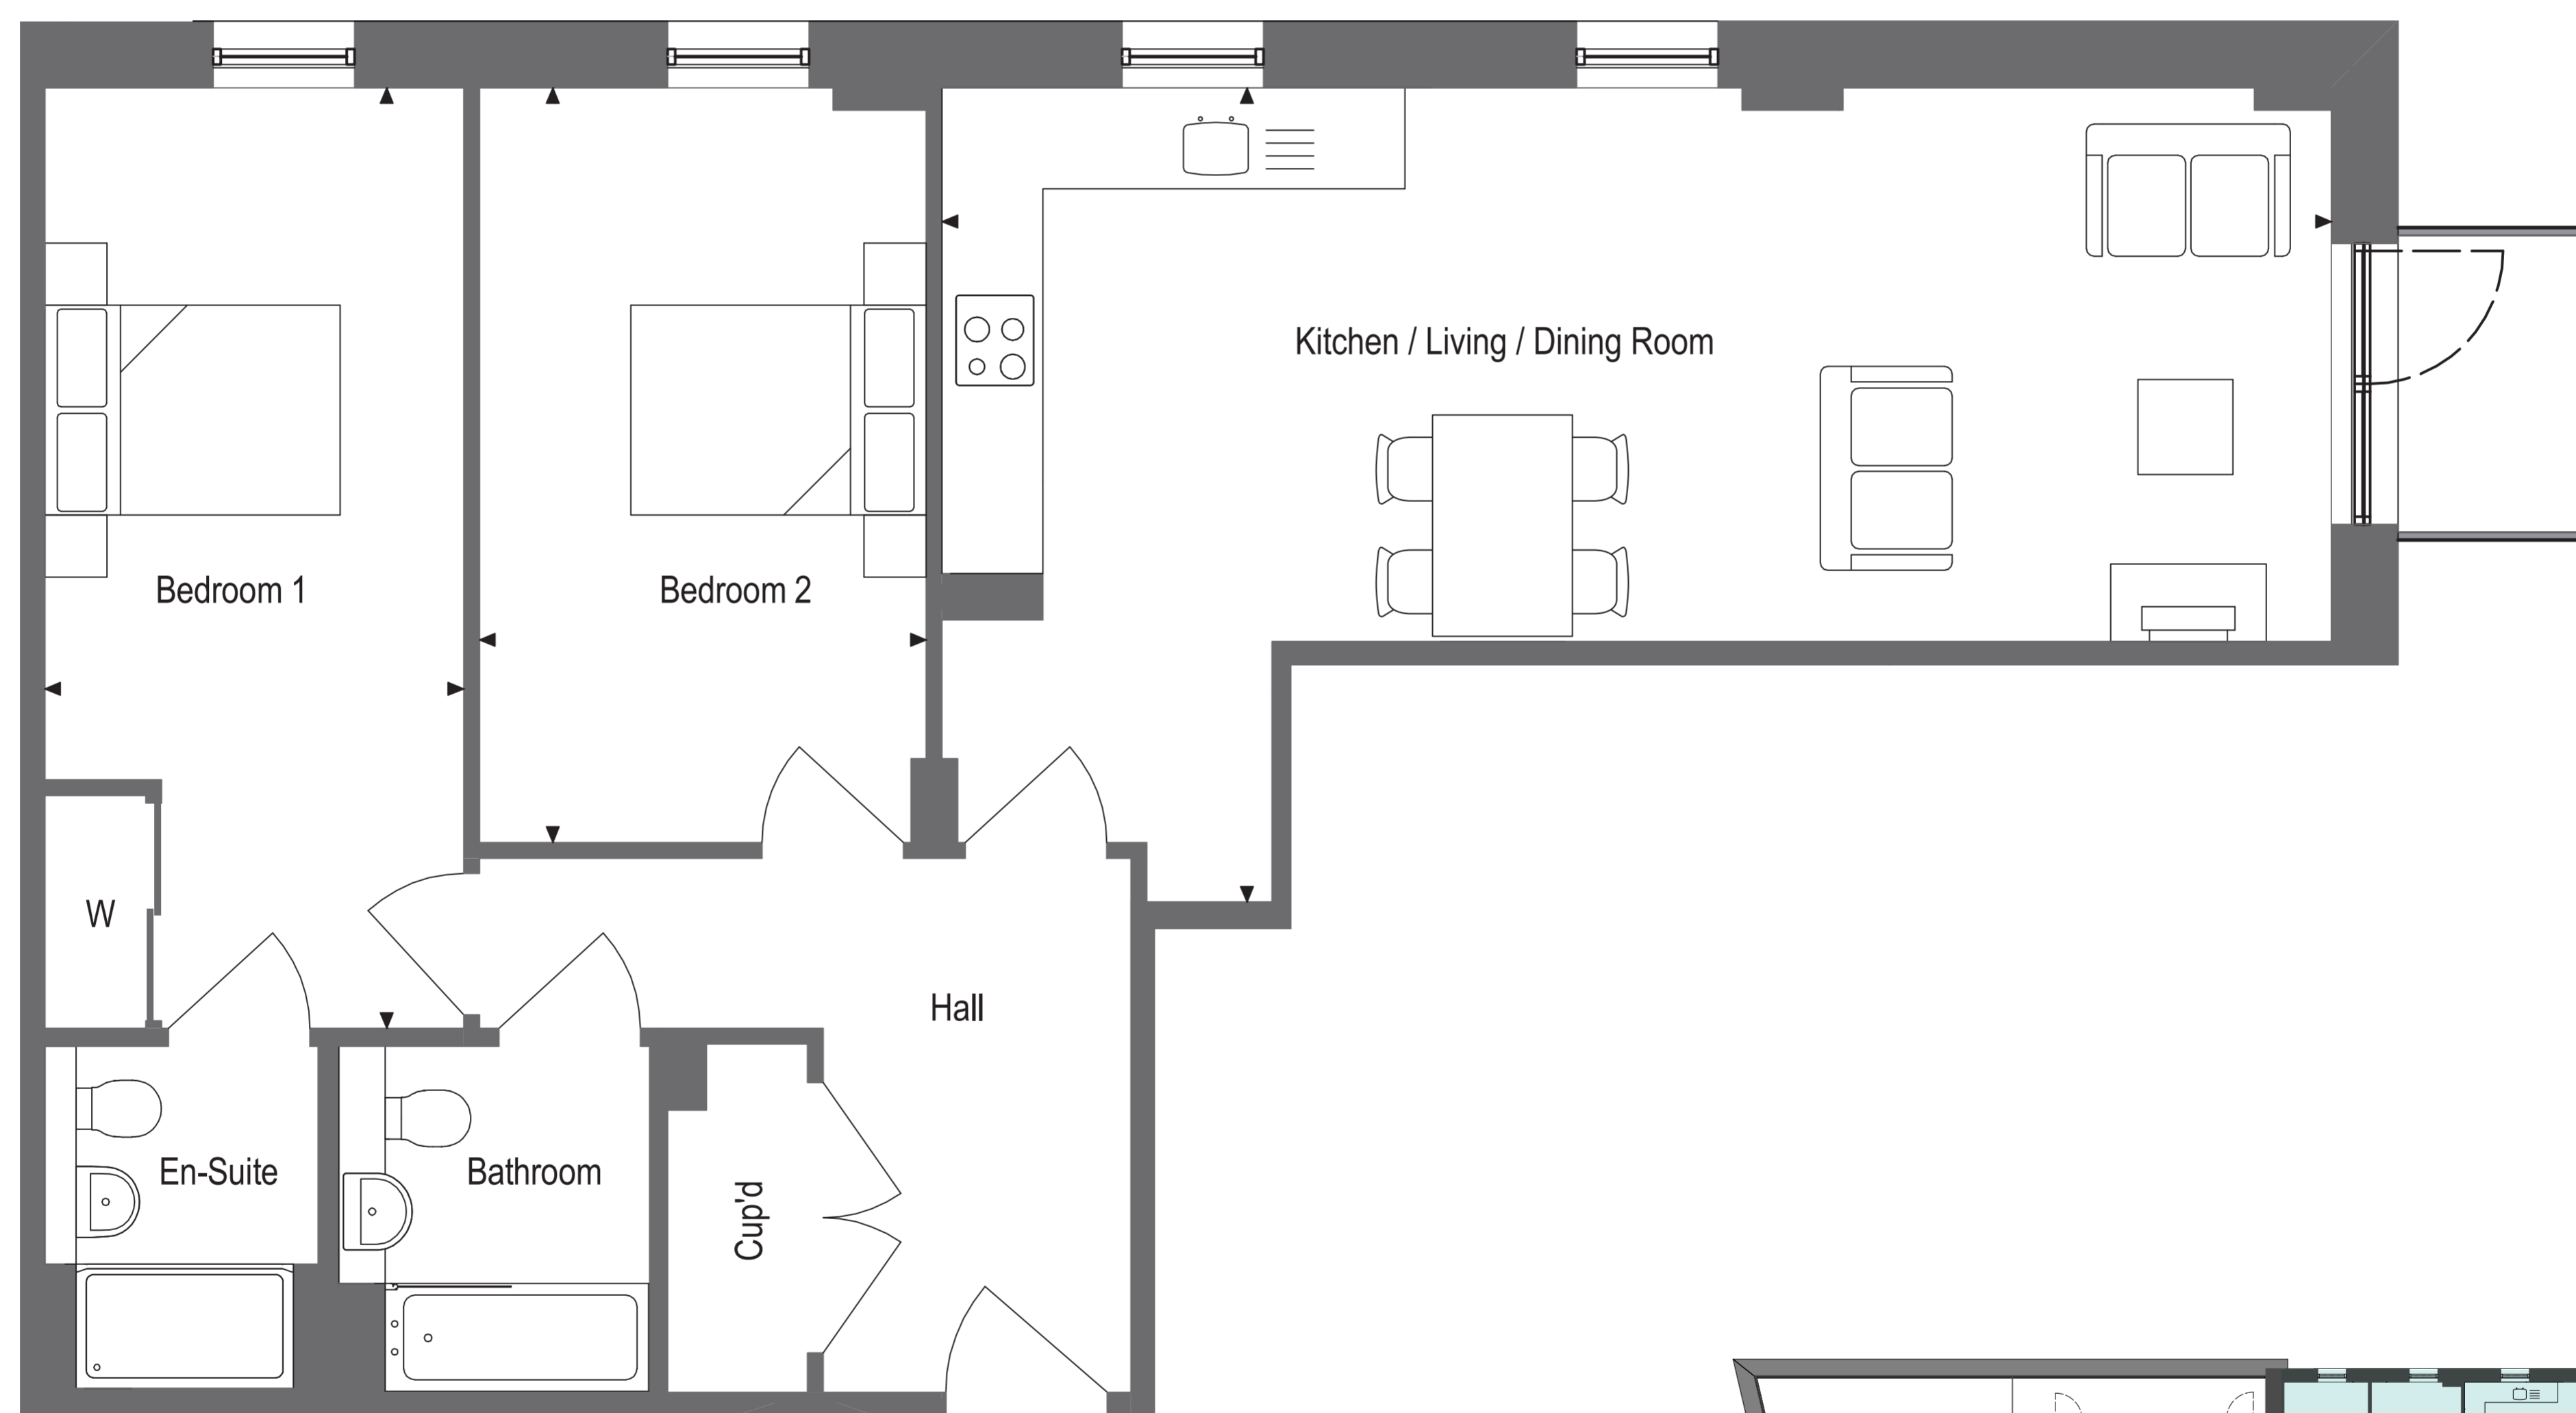 Kitchen / Living / Dining Room
Bedroom 1
Bedroom 2
W
Hall
En-Suite
Bathroom
Cup'd